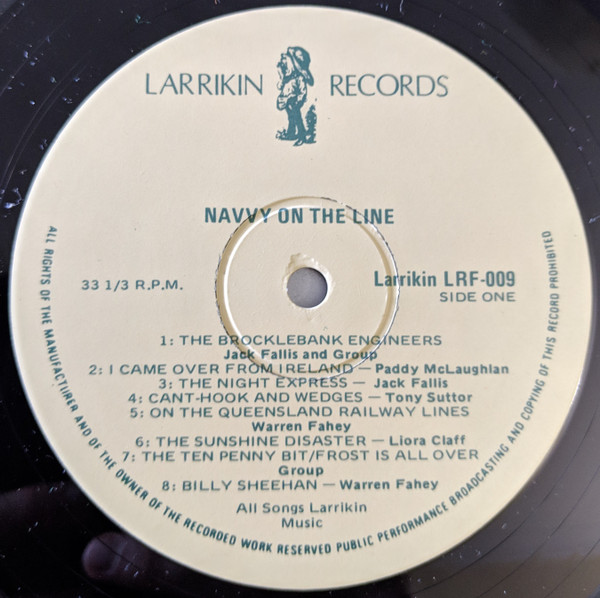 LARRIKIN RECORDS
NAVVY ON THE LINE
33 1/3 R.P.M.
Larrikin LRF-009
SIDE ONE
1: THE BROCKLEBANK ENGINEERS
Jack Fallis and Group
2: I CAME OVER FROM IRELAND — Paddy McLaughlan
3: THE NIGHT EXPRESS — Jack Fallis
4: CANT-HOOK AND WEDGES — Tony Suttor
5: ON THE QUEENSLAND RAILWAY LINES
Warren Fahey
6: THE SUNSHINE DISASTER — Liora Claff
7: THE TEN PENNY BIT/FROST IS ALL OVER
Group
8: BILLY SHEEHAN — Warren Fahey
All Songs Larrikin
Music
ALL RIGHTS OF THE MANUFACTURER AND OF THE OWNER OF THE RECORDED WORK RESERVED PUBLIC PERFORMANCE BROADCASTING AND COPYING OF THIS RECORD PROHIBITED